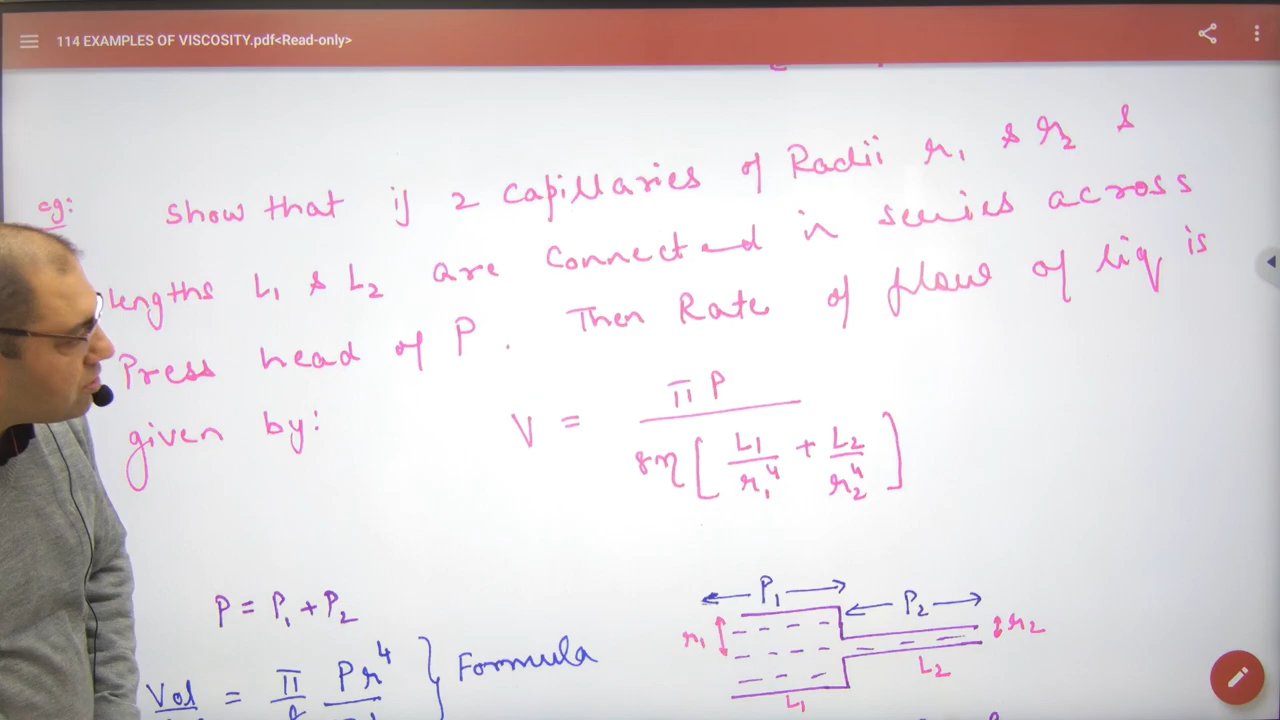 114 EXAMPLES OF VISCOSITY.pdf<Read-only>
eg: Show that if 2 Capillaries of Radii r₁ & r₂ &
lengths L₁ & L₂ are connected in series across
Press head of P. Then Rate of flow of liq is
given by: V = πP / 8η [ L₁/r₁⁴ + L₂/r₂⁴ ]
P = P₁ + P₂
P₁
P₂
r₁
r₂
L₂
L₁
Vol = π/8 Pr⁴ } Formula